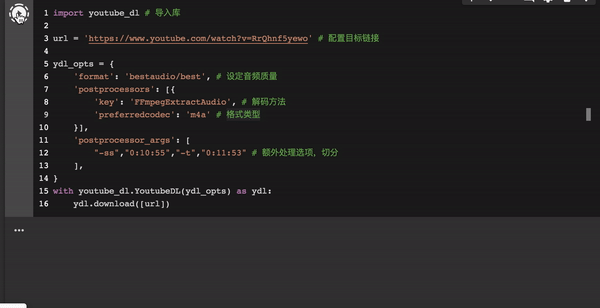 1 import youtube_dl # 导入库
2
3 url = 'https://www.youtube.com/watch?v=RrQhnf5yewo' # 配置目标链接
4
5 ydl_opts = {
6 'format': 'bestaudio/best', # 设定音频质量
7 'postprocessors': [{
8 'key': 'FFmpegExtractAudio', # 解码方法
9 'preferredcodec': 'm4a' # 格式类型
10 }],
11 'postprocessor_args': [
12 "-ss","0:10:55","-t","0:11:53" # 额外处理选项，切分
13 ],
14 }
15 with youtube_dl.YoutubeDL(ydl_opts) as ydl:
16 ydl.download([url])